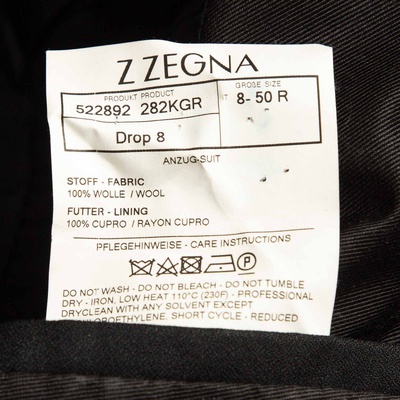 Z ZEGNA
PRODUKT PRODUCT
GROßE SIZE
522892 282KGR
IT 8- 50 R
Drop 8
ANZUG-SUIT
STOFF - FABRIC
100% WOLLE / WOOL
FUTTER - LINING
100% CUPRO / RAYON CUPRO
PFLEGEHINWEISE - CARE INSTRUCTIONS
P
DO NOT WASH - DO NOT BLEACH - DO NOT TUMBLE
DRY - IRON, LOW HEAT 110°C (230F) - PROFESSIONAL
DRYCLEAN WITH ANY SOLVENT EXCEPT
SHORT CYCLE - REDUCED